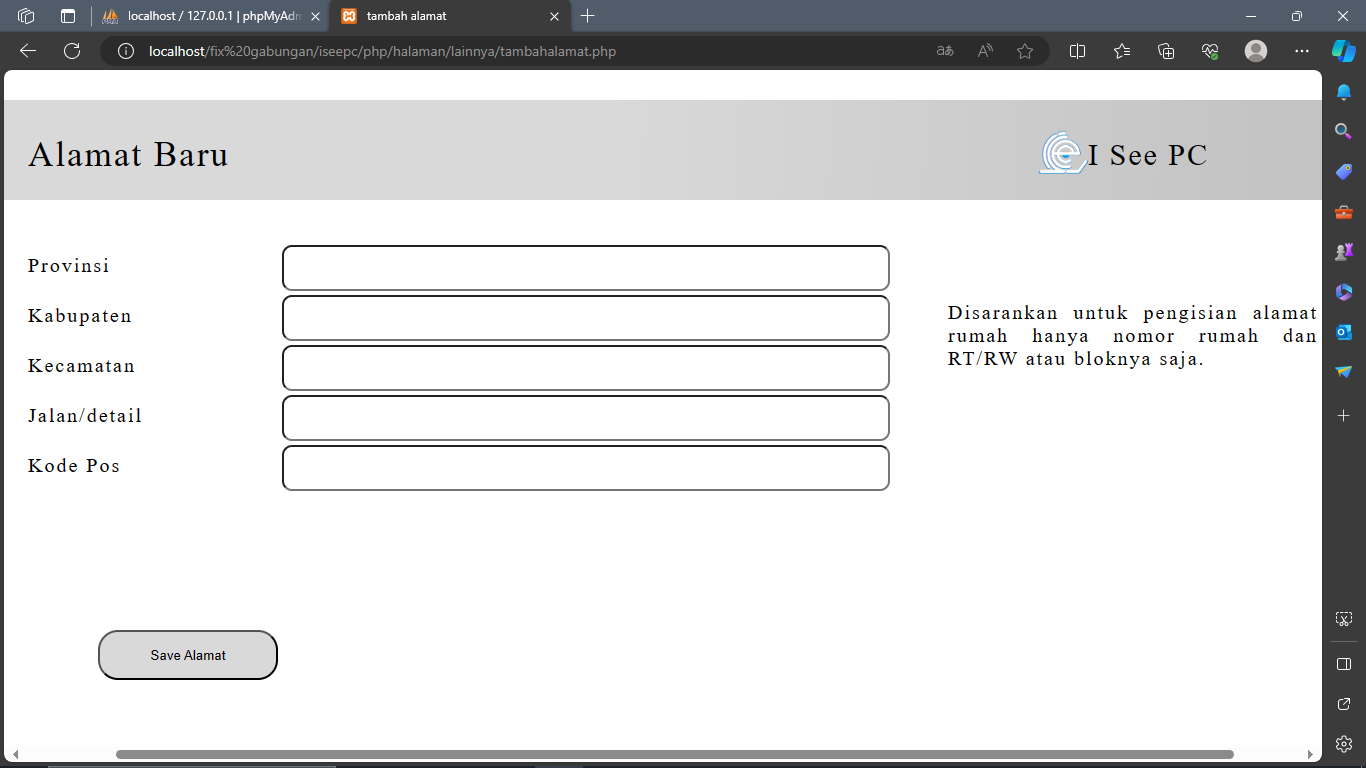 localhost / 127.0.0.1 | phpMyAdm
tambah alamat
localhost/fix%20gabungan/iseepc/php/halaman/lainnya/tambahalamat.php
Alamat Baru
I See PC
Provinsi
Kabupaten
Kecamatan
Jalan/detail
Kode Pos
Disarankan untuk pengisian alamat
rumah hanya nomor rumah dan
RT/RW atau bloknya saja.
Save Alamat